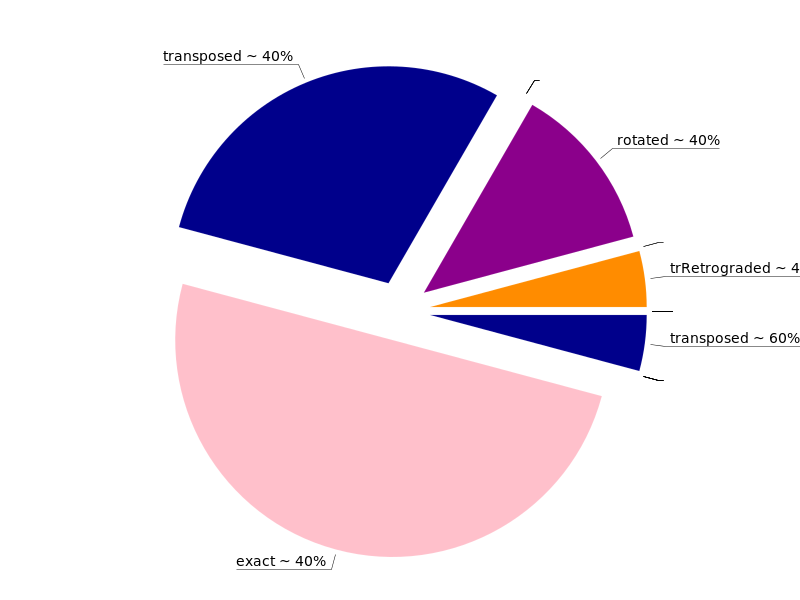 transposed ~ 40%
rotated ~ 40%
trRetrograded ~ 4
transposed ~ 60%
exact ~ 40%